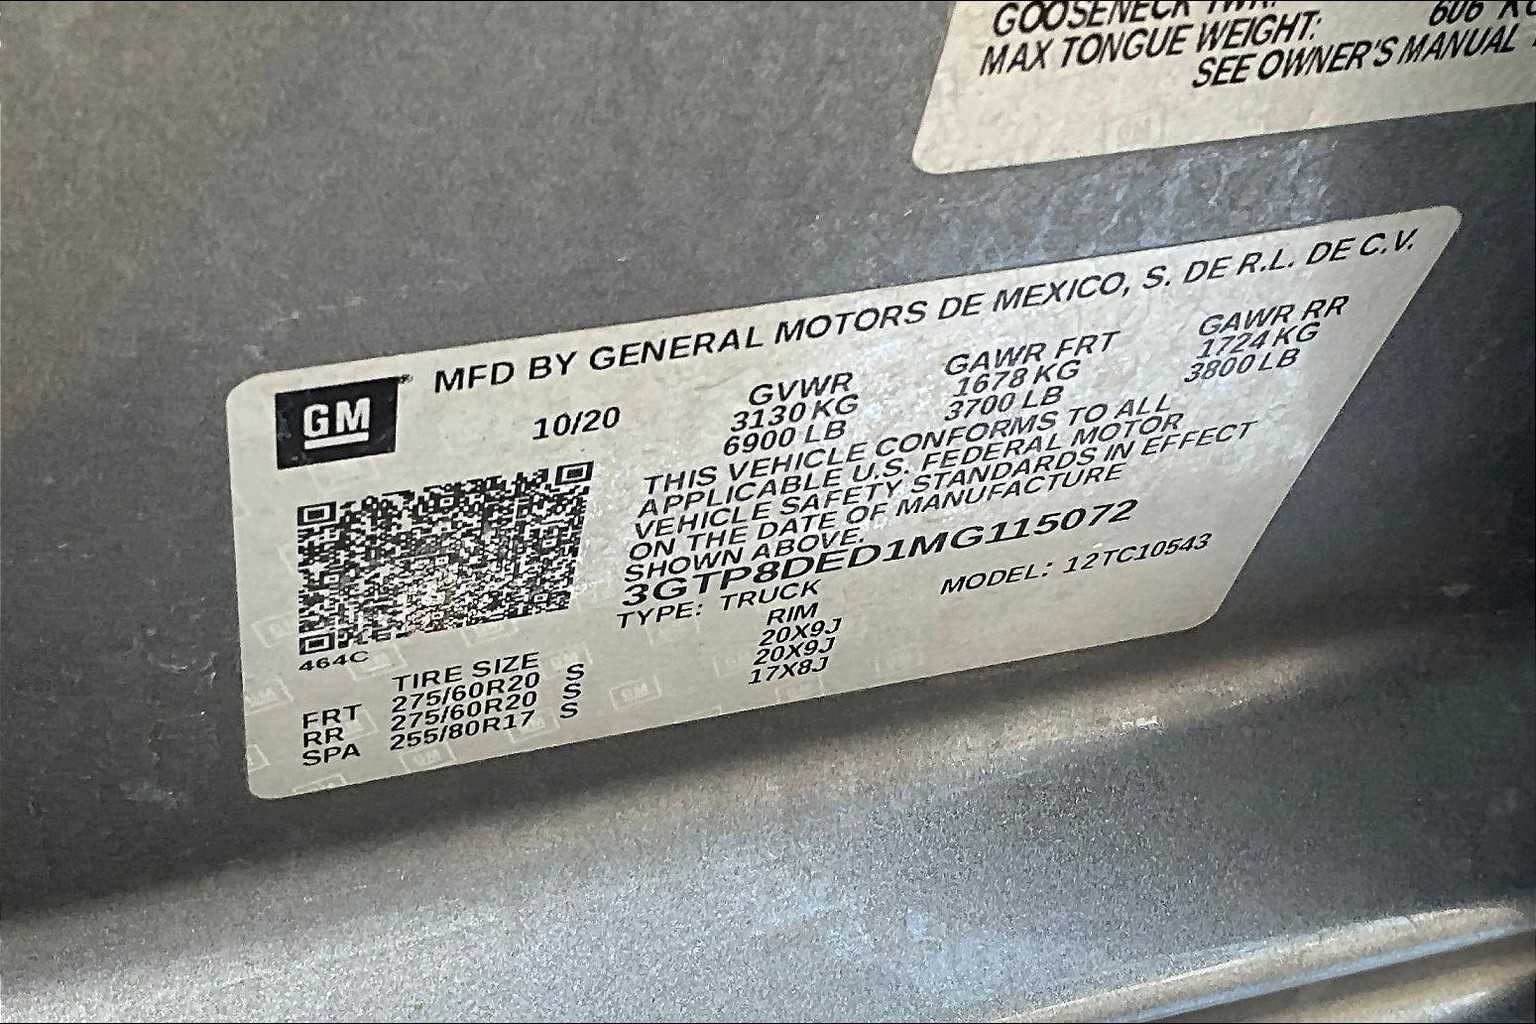 GOOSENECK TWR:
MAX TONGUE WEIGHT: 606 KG
SEE OWNER'S MANUAL
GM
MFD BY GENERAL MOTORS DE MEXICO, S. DE R.L. DE C.V.
10/20
GVWR GAWR FRT GAWR RR
3130 KG 1678 KG 1724 KG
6900 LB 3700 LB 3800 LB
THIS VEHICLE CONFORMS TO ALL
APPLICABLE U.S. FEDERAL MOTOR
VEHICLE SAFETY STANDARDS IN EFFECT
ON THE DATE OF MANUFACTURE
SHOWN ABOVE.
3GTP8DED1MG115072
TYPE: TRUCK MODEL: 12TC10543
464C
TIRE SIZE RIM
FRT 275/60R20 S 20X9J
RR 275/60R20 S 20X9J
SPA 255/80R17 S 17X8J